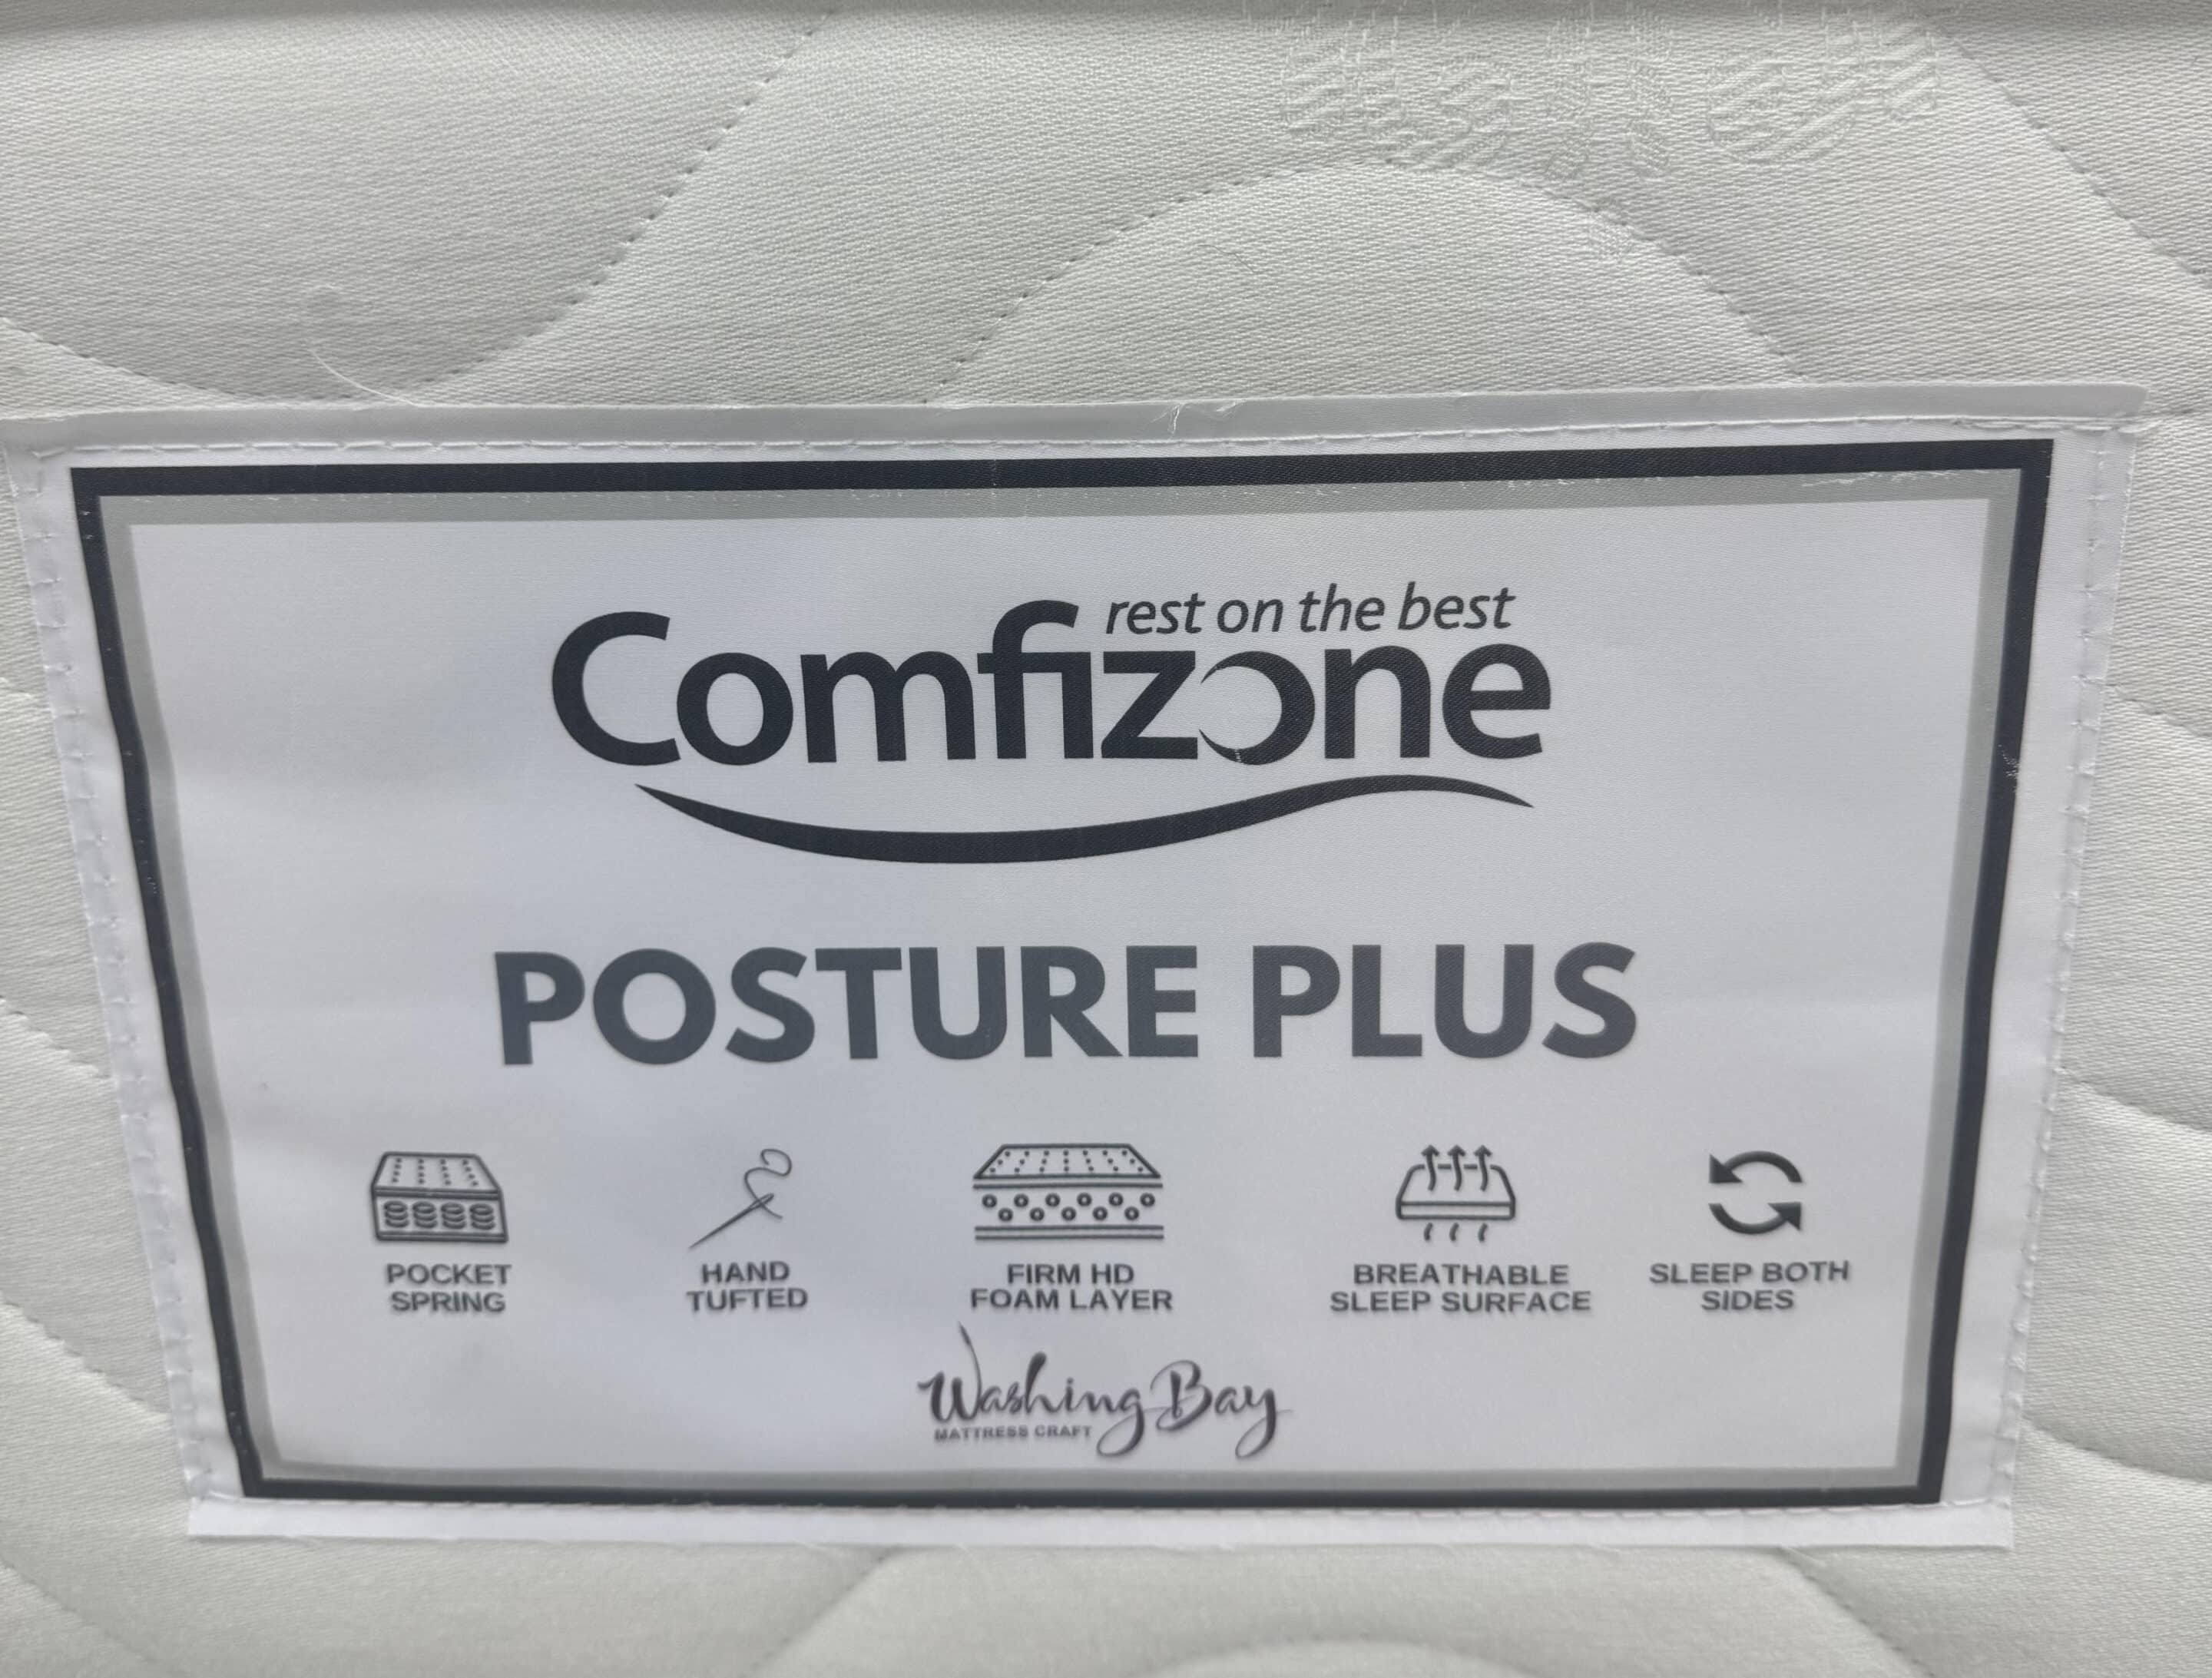 rest on the best
Comfizone
POSTURE PLUS
POCKET
SPRING
HAND
TUFTED
FIRM HD
FOAM LAYER
BREATHABLE
SLEEP SURFACE
SLEEP BOTH
SIDES
Washing Bay
MATTRESS CRAFT